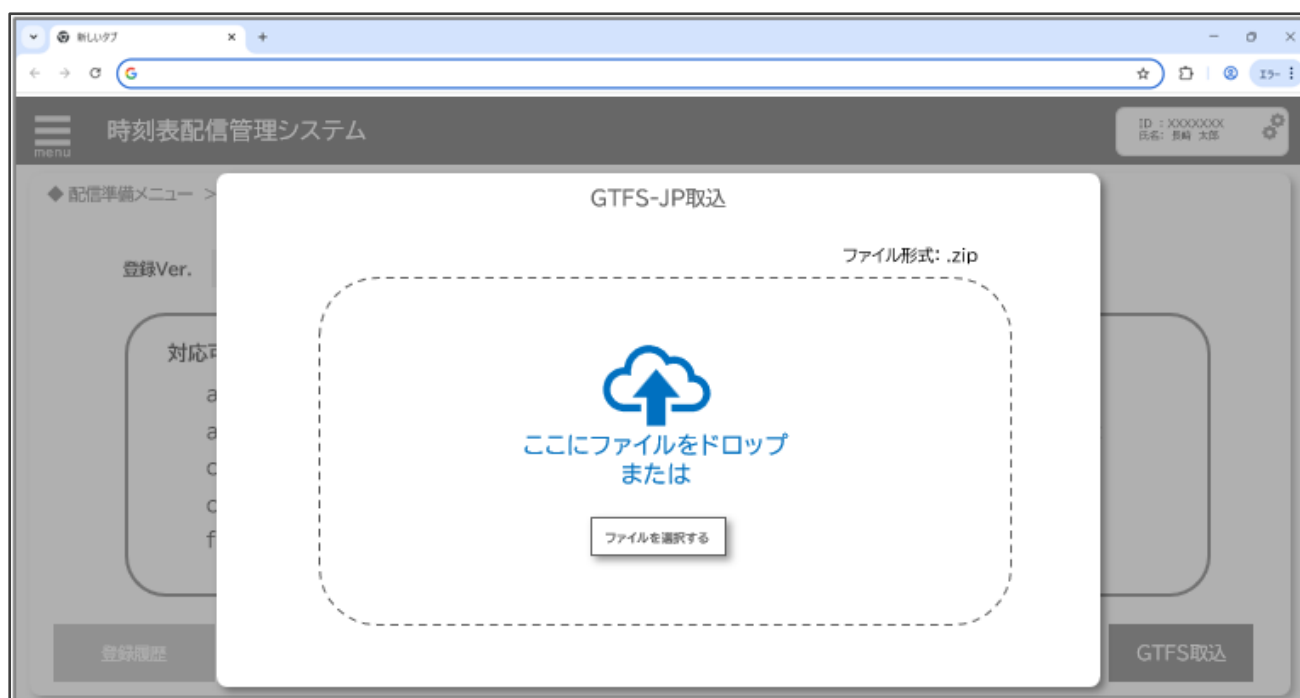 新しいタブ
エラー
時刻表配信管理システム
menu
ID :XXXXXXX
氏名: 長崎 太郎
◆ 配信準備メニュー >
GTFS-JP取込
ファイル形式: .zip
登録Ver.
対応可
a
a
c
c
f
ここにファイルをドロップ
または
ファイルを選択する
登録履歴
GTFS取込